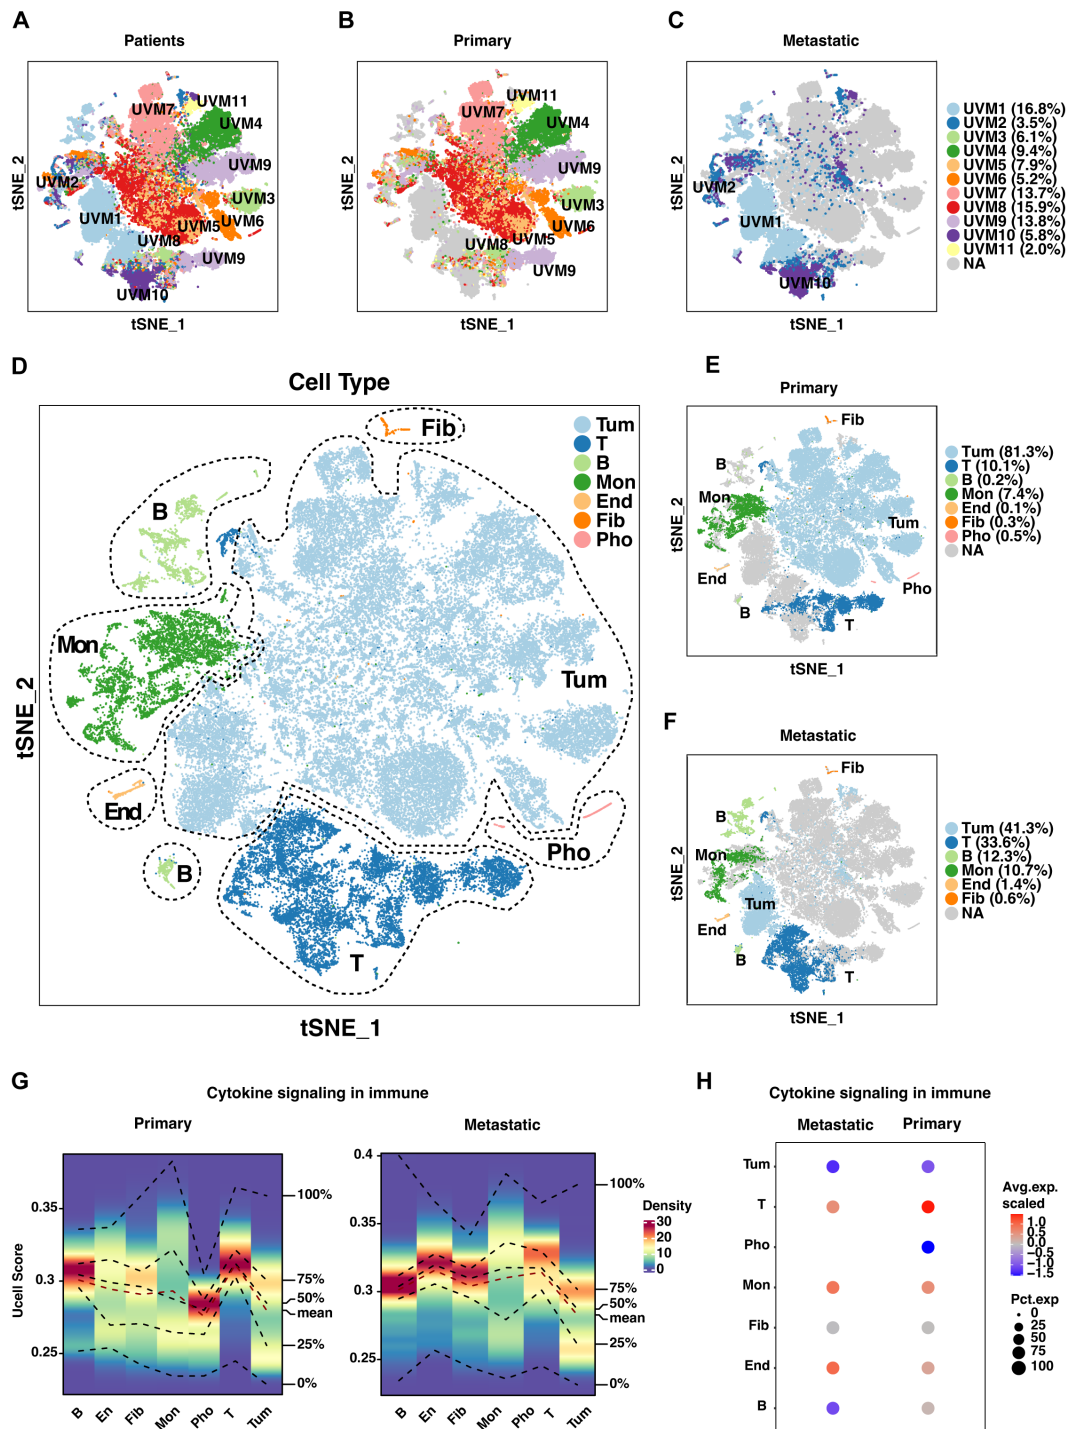 A
B
C
Patients
Primary
Metastatic
UVM7
UVM11
UVM4
UVM9
UVM2
UVM3
UVM1
UVM5
UVM6
UVM8
UVM9
UVM10
tSNE_2
tSNE_1
UVM11
UVM7
UVM4
UVM9
UVM3
UVM6
UVM8
UVM5
UVM9
tSNE_2
tSNE_1
UVM2
UVM1
UVM10
tSNE_2
tSNE_1
UVM1 (16.8%)
UVM2 (3.5%)
UVM3 (6.1%)
UVM4 (9.4%)
UVM5 (7.9%)
UVM6 (5.2%)
UVM7 (13.7%)
UVM8 (15.9%)
UVM9 (13.8%)
UVM10 (5.8%)
UVM11 (2.0%)
NA
D
Cell Type
Fib
B
Mon
Tum
End
Pho
B
T
tSNE_2
tSNE_1
Tum
T
B
Mon
End
Fib
Pho
E
Primary
Fib
B
Mon
Tum
End
Pho
B
T
tSNE_2
tSNE_1
Tum (81.3%)
T (10.1%)
B (0.2%)
Mon (7.4%)
End (0.1%)
Fib (0.3%)
Pho (0.5%)
NA
F
Metastatic
Fib
B
Mon
Tum
End
B
T
tSNE_2
tSNE_1
Tum (41.3%)
T (33.6%)
B (12.3%)
Mon (10.7%)
End (1.4%)
Fib (0.6%)
NA
G
Cytokine signaling in immune
Primary
Metastatic
Ucell Score
0.35
0.3
0.25
100%
75%
50%
mean
25%
0%
B
En
Fib
Mon
Pho
T
Tum
0.4
0.35
0.3
0.25
100%
75%
50%
mean
25%
0%
B
En
Fib
Mon
Pho
T
Tum
Density
30
20
10
0
H
Cytokine signaling in immune
Metastatic
Primary
Tum
T
Pho
Mon
Fib
End
B
Avg.exp.
scaled
1.0
0.5
0.0
−0.5
−1.0
−1.5
Pct.exp
0
25
50
75
100